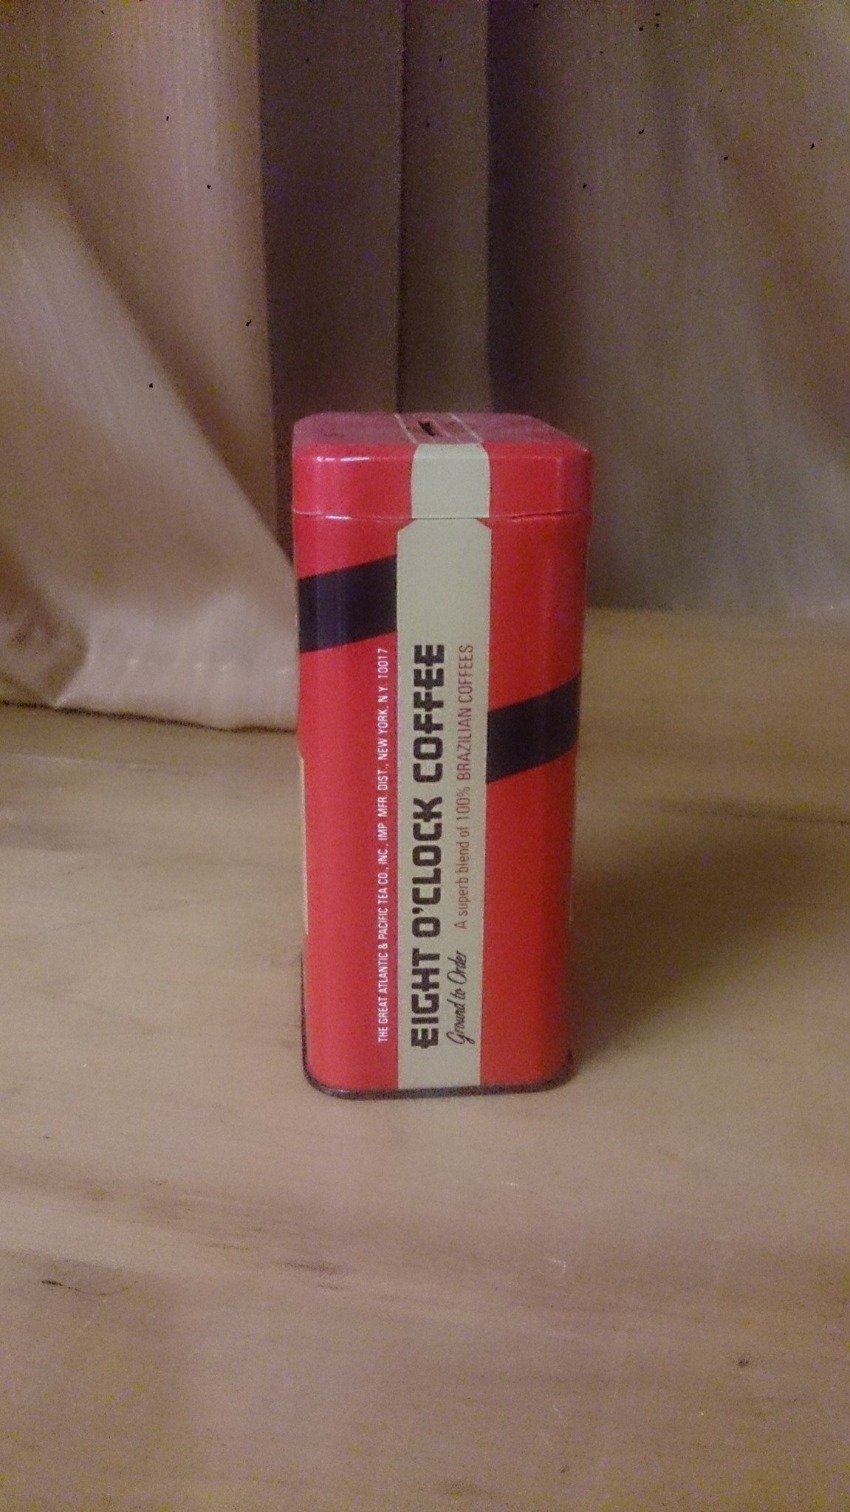 THE GREAT ATLANTIC & PACIFIC TEA CO., INC., IMP. MFR. DIST., NEW YORK, N.Y. 10017
EIGHT O'CLOCK COFFEE
Ground to Order A superb blend of 100% BRAZILIAN COFFEES